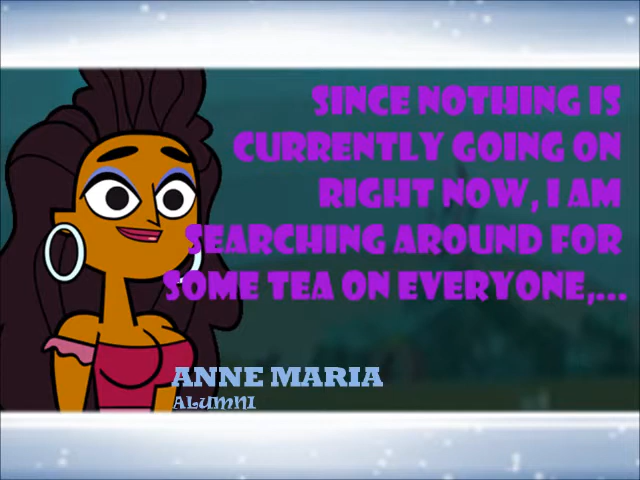 SINCE NOTHING IS
CURRENTLY GOING ON
RIGHT NOW, I AM
SEARCHING AROUND FOR
SOME TEA ON EVERYONE,...
ANNE MARIA
ALUMNI